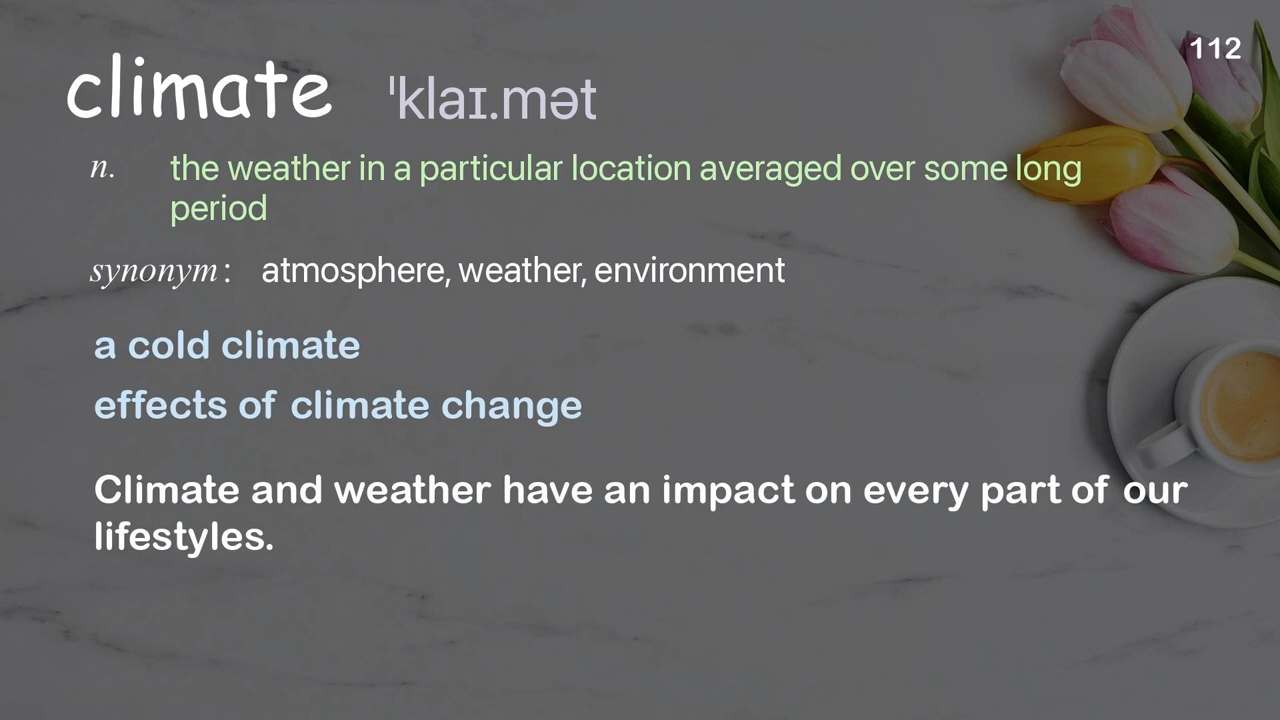 112
climate ˈklaɪ.mət
n. the weather in a particular location averaged over some long
period
synonym: atmosphere, weather, environment
a cold climate
effects of climate change
Climate and weather have an impact on every part of our
lifestyles.